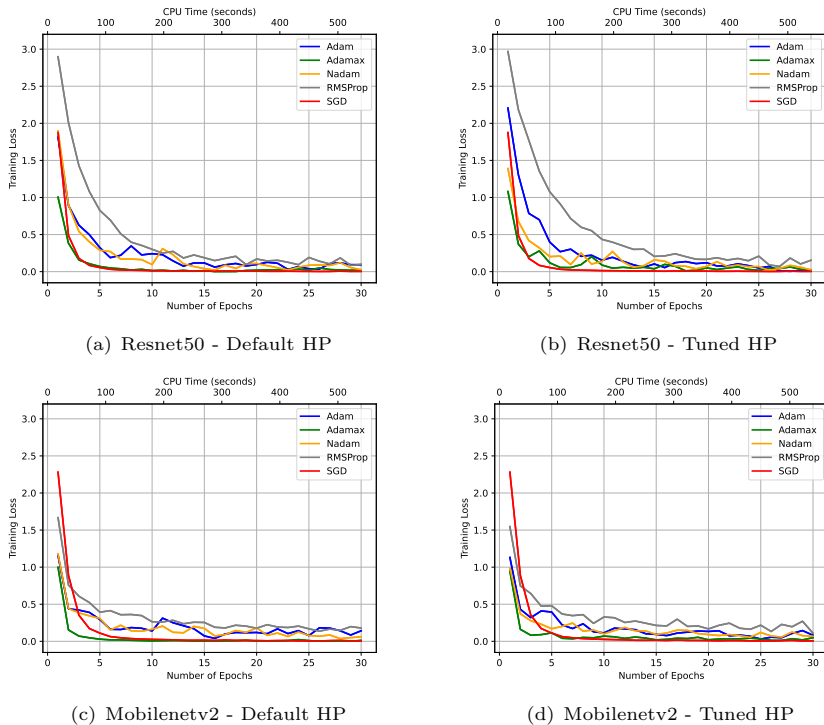 CPU Time (seconds)
0 100 200 300 400 500
3.0
2.5
2.0
1.5
1.0
0.5
0.0
Training Loss
Adam
Adamax
Nadam
RMSProp
SGD
0 5 10 15 20 25 30
Number of Epochs
(a) Resnet50 - Default HP
CPU Time (seconds)
0 100 200 300 400 500
3.0
2.5
2.0
1.5
1.0
0.5
0.0
Training Loss
Adam
Adamax
Nadam
RMSProp
SGD
0 5 10 15 20 25 30
Number of Epochs
(b) Resnet50 - Tuned HP
CPU Time (seconds)
0 100 200 300 400 500
3.0
2.5
2.0
1.5
1.0
0.5
0.0
Training Loss
Adam
Adamax
Nadam
RMSProp
SGD
0 5 10 15 20 25 30
Number of Epochs
(c) Mobilenetv2 - Default HP
CPU Time (seconds)
0 100 200 300 400 500
3.0
2.5
2.0
1.5
1.0
0.5
0.0
Training Loss
Adam
Adamax
Nadam
RMSProp
SGD
0 5 10 15 20 25 30
Number of Epochs
(d) Mobilenetv2 - Tuned HP